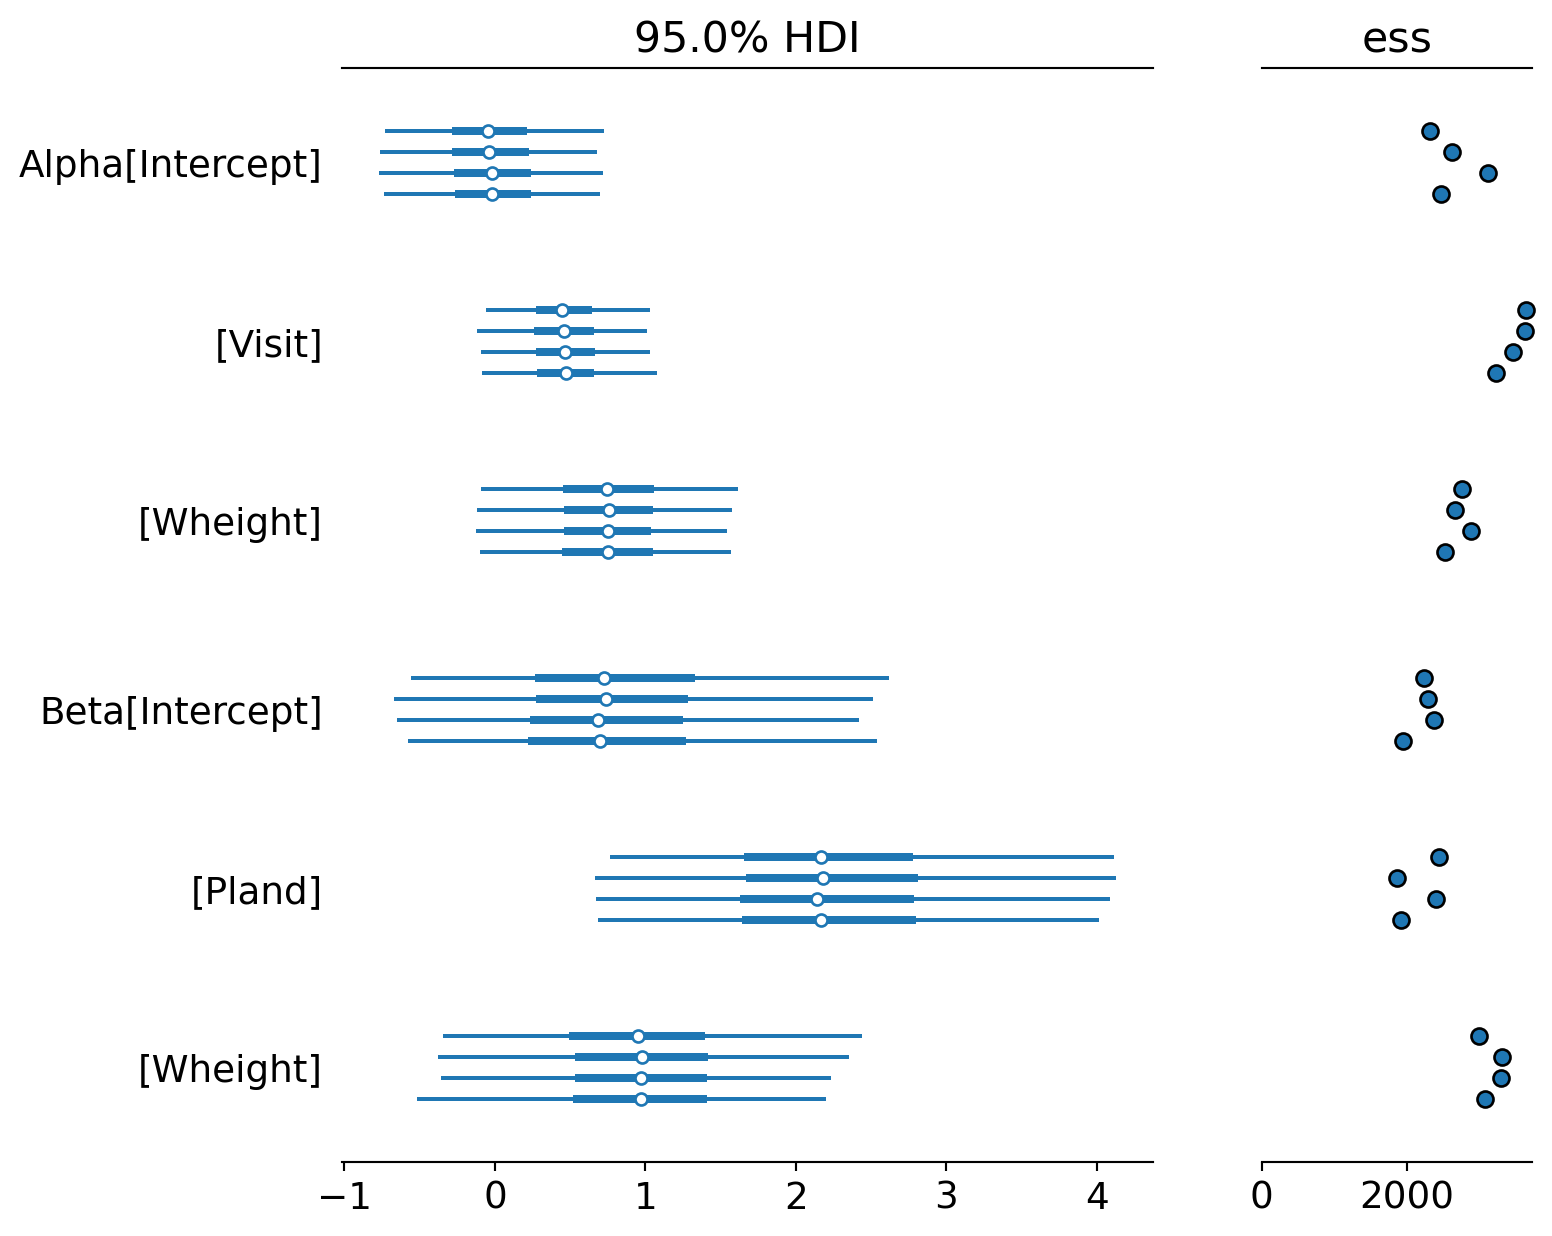 95.0% HDI
ess
Alpha[Intercept]
[Visit]
[Wheight]
Beta[Intercept]
[Pland]
[Wheight]
−1 0 1 2 3 4
0 2000